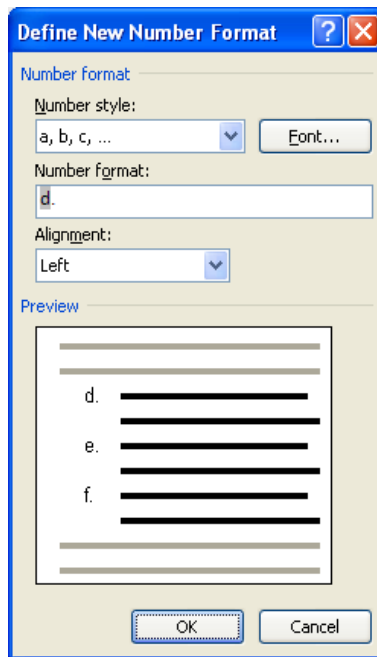 Define New Number Format
Number format
Number style:
a, b, c, ...
Font...
Number format:
d.
Alignment:
Left
Preview
d.
e.
f.
OK Cancel